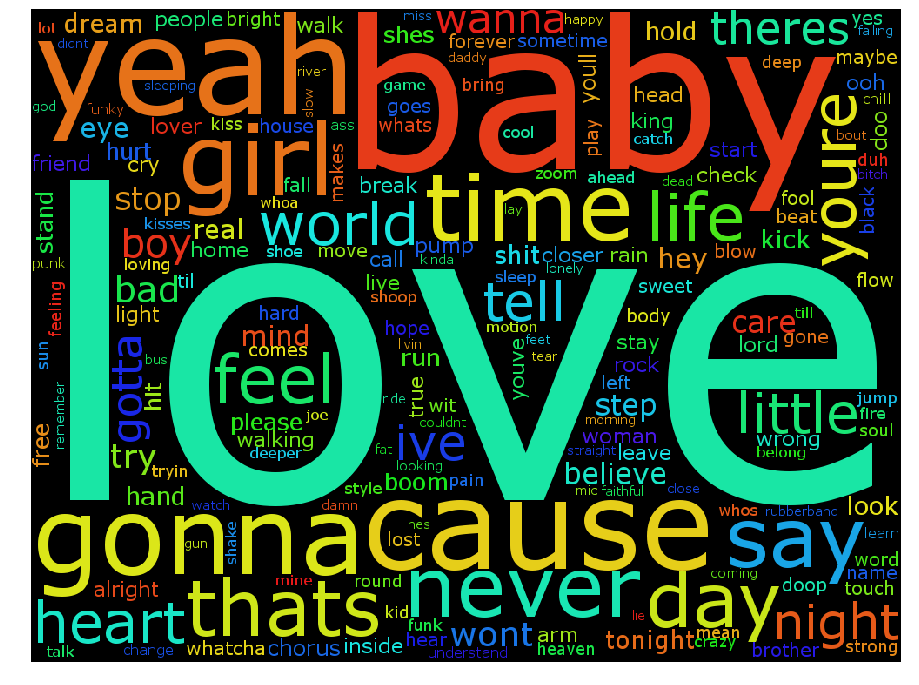 lol dream people bright walk miss wanna happy theres yes
didnt yeah shes forever sometime hold faling
river daddy baby youll deep maybe
sleeping game bring ooh
god funky slow goes head chill
eye lover kiss house ass whats cool play king youre doo
friend hurt girl makes catch start bout duh
cry fall break zoom ahead dead check bitch
stand stop whoa time life fool black
kisses real world lay beat
boy home shoe move call pump kinda shit closer rain hey blow kick
punk loving til live sleep lonely sweet flow
feeling bad shoop tell body
light hard mind hope motion care till
sun comes livin feet stay lord gone
bus feel run tear youve rock
gotta hit love left little jump
remember please joe ride true wit step fire
walking couldnt morning woman wrong soul
free try deeper fat ive straight leave belong
tryin looking believe
hand style boom pain mic faithful close
watch damn whos rubberband look
gonna gun shake hes lost cause say learn
coming word
alright mine round never day doop name touch
heart thats kid lie night
funk wont arm tonight mean
talk change whatcha chorus inside hear understand heaven crazy brother strong